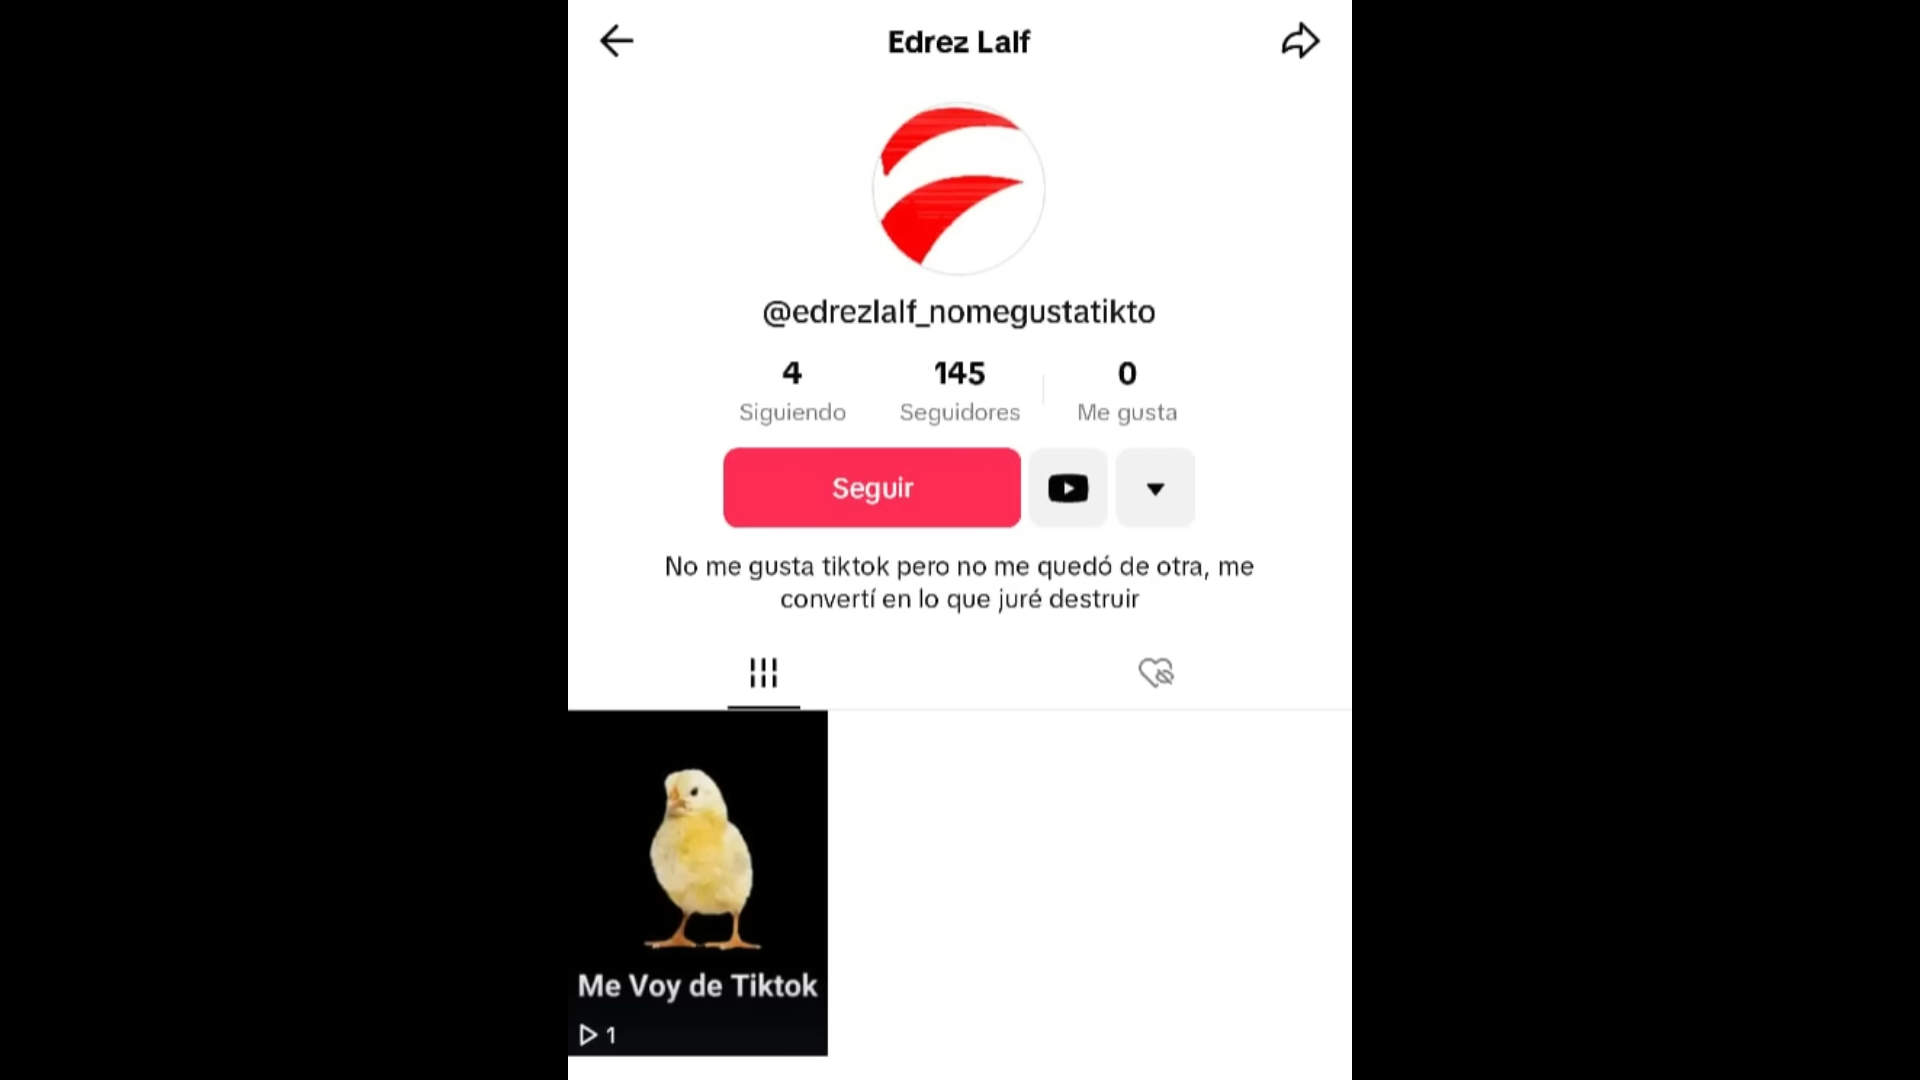 Edrez Lalf
@edrezlalf_nomegustatikto
4 145 0
Siguiendo Seguidores Me gusta
Seguir
No me gusta tiktok pero no me quedó de otra, me
convertí en lo que juré destruir
Me Voy de Tiktok
1